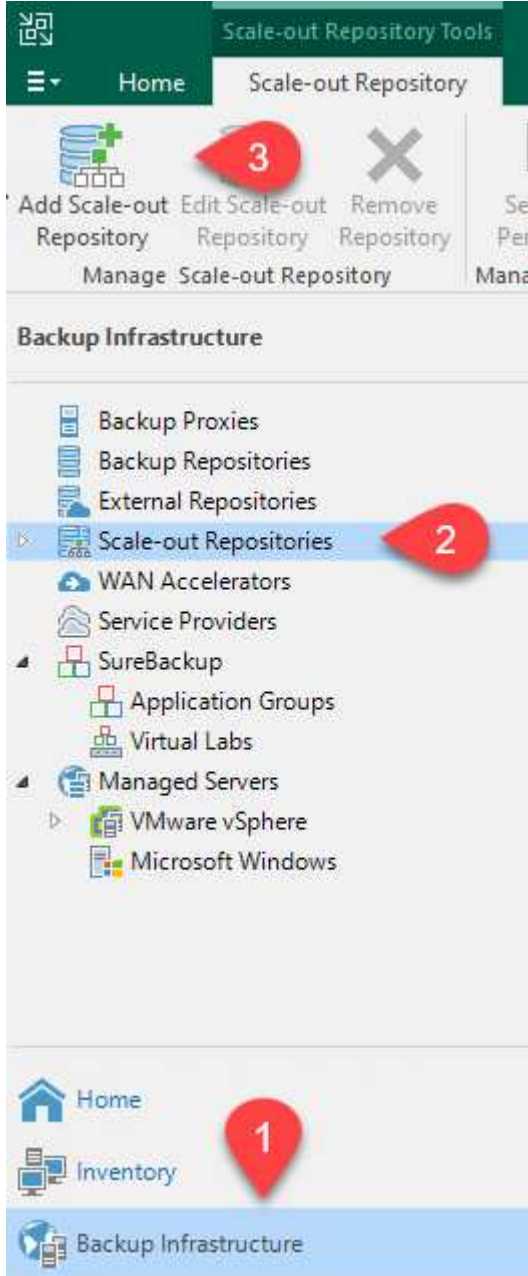 Scale-out Repository Tools
Home Scale-out Repository
3
Add Scale-out Edit Scale-out Remove
Repository Repository Repository
Manage Scale-out Repository
Backup Infrastructure
Backup Proxies
Backup Repositories
External Repositories
Scale-out Repositories
2
WAN Accelerators
Service Providers
SureBackup
Application Groups
Virtual Labs
Managed Servers
VMware vSphere
Microsoft Windows
Home
1
Inventory
Backup Infrastructure